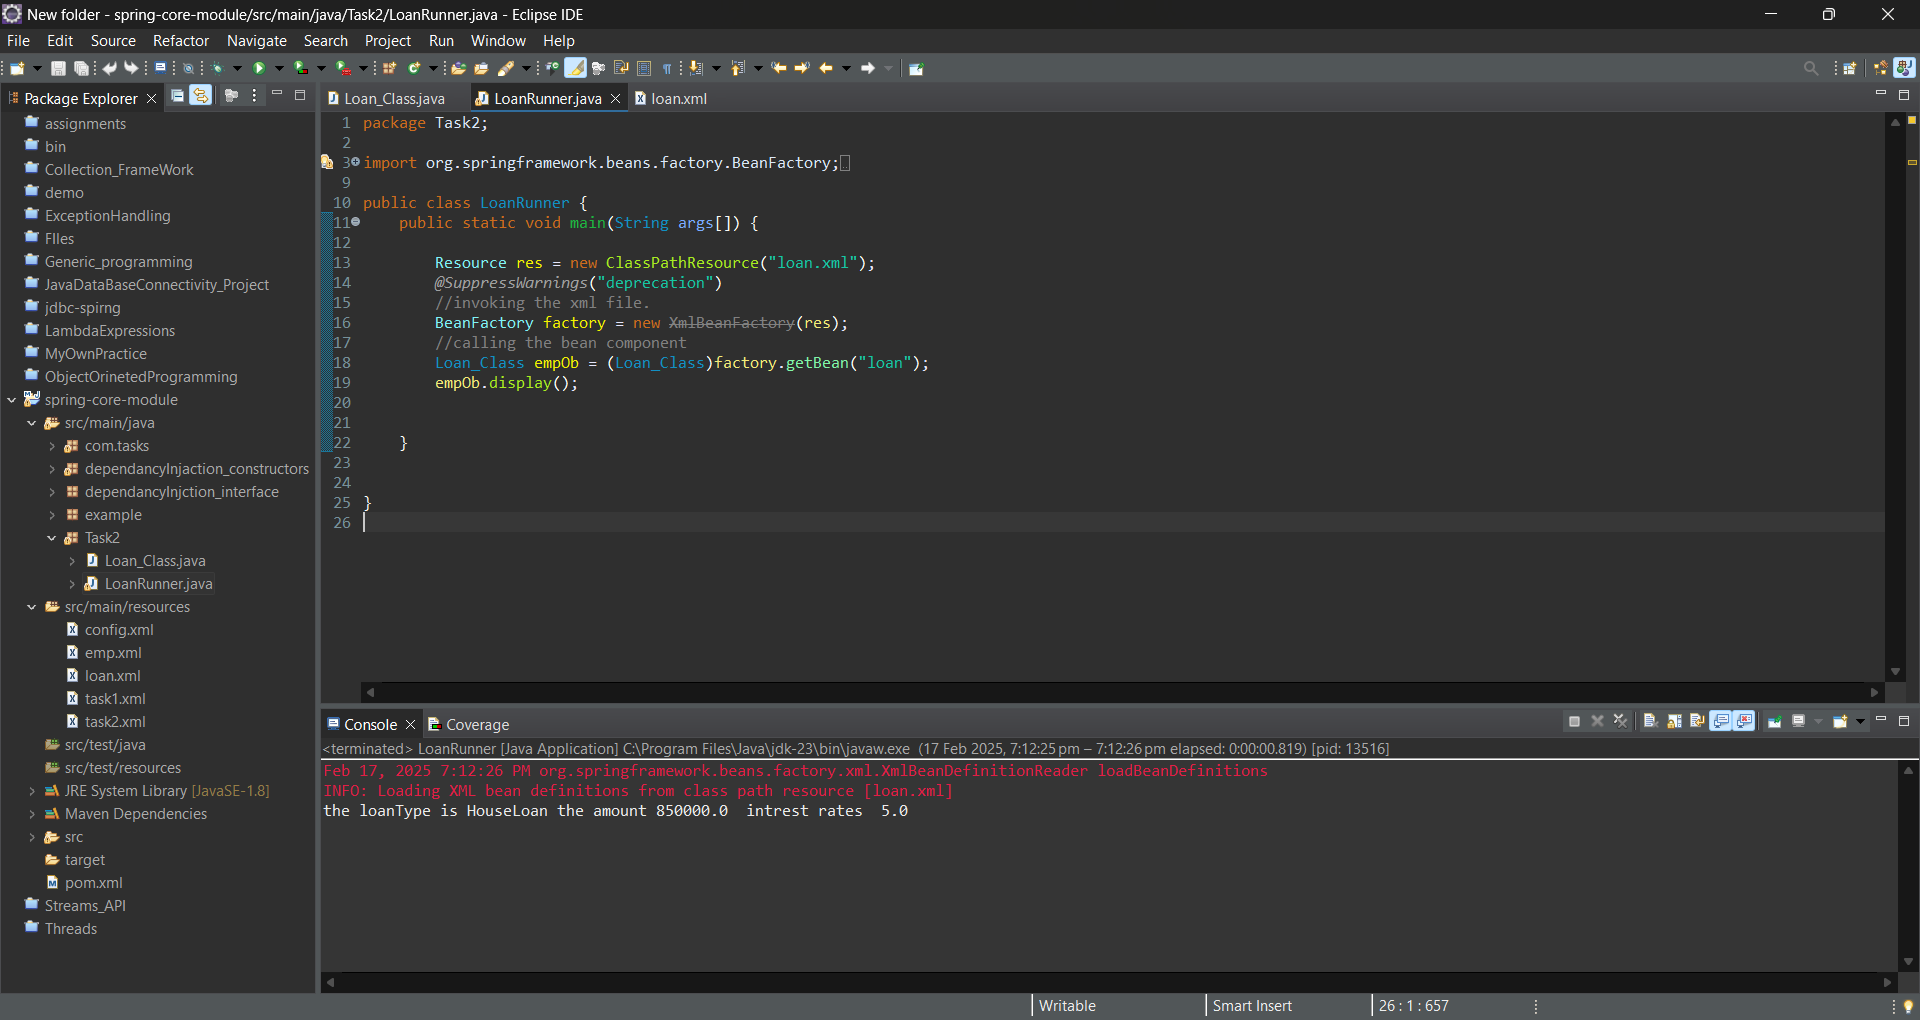 New folder - spring-core-module/src/main/java/Task2/LoanRunner.java - Eclipse IDE
File Edit Source Refactor Navigate Search Project Run Window Help
Package Explorer
assignments
bin
Collection_FrameWork
demo
ExceptionHandling
FIles
Generic_programming
JavaDataBaseConnectivity_Project
jdbc-spirng
LambdaExpressions
MyOwnPractice
ObjectOrinetedProgramming
spring-core-module
src/main/java
com.tasks
dependancyInjaction_constructors
dependancyInjction_interface
example
Task2
Loan_Class.java
LoanRunner.java
src/main/resources
config.xml
emp.xml
loan.xml
task1.xml
task2.xml
src/test/java
src/test/resources
JRE System Library [JavaSE-1.8]
Maven Dependencies
src
target
pom.xml
Streams_API
Threads
Loan_Class.java LoanRunner.java loan.xml
1 package Task2;
2
3 import org.springframework.beans.factory.BeanFactory;
9
10 public class LoanRunner {
11 public static void main(String args[]) {
12
13 Resource res = new ClassPathResource("loan.xml");
14 @SuppressWarnings("deprecation")
15 //invoking the xml file.
16 BeanFactory factory = new XmlBeanFactory(res);
17 //calling the bean component
18 Loan_Class empOb = (Loan_Class)factory.getBean("loan");
19 empOb.display();
20
21
22 }
23
24
25 }
26
Console Coverage
<terminated> LoanRunner [Java Application] C:\Program Files\Java\jdk-23\bin\javaw.exe (17 Feb 2025, 7:12:25 pm – 7:12:26 pm elapsed: 0:00:00.819) [pid: 13516]
Feb 17, 2025 7:12:26 PM org.springframework.beans.factory.xml.XmlBeanDefinitionReader loadBeanDefinitions
INFO: Loading XML bean definitions from class path resource [loan.xml]
the loanType is HouseLoan the amount 850000.0 intrest rates 5.0
Writable Smart Insert 26 : 1 : 657